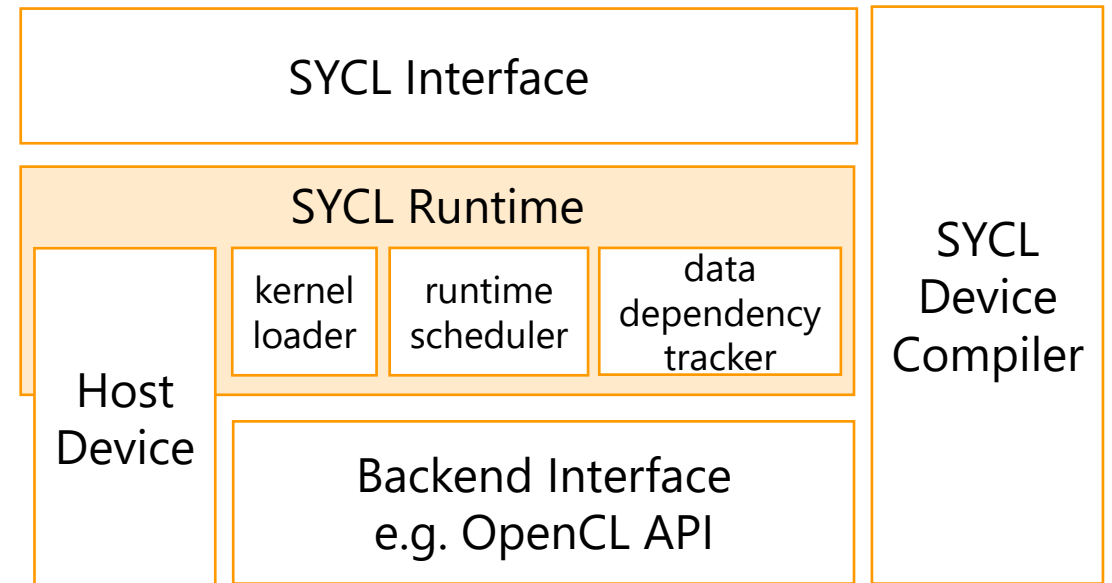 SYCL Interface
SYCL Runtime
kernel
loader
runtime
scheduler
data
dependency
tracker
Host
Device
Backend Interface
e.g. OpenCL API
SYCL
Device
Compiler